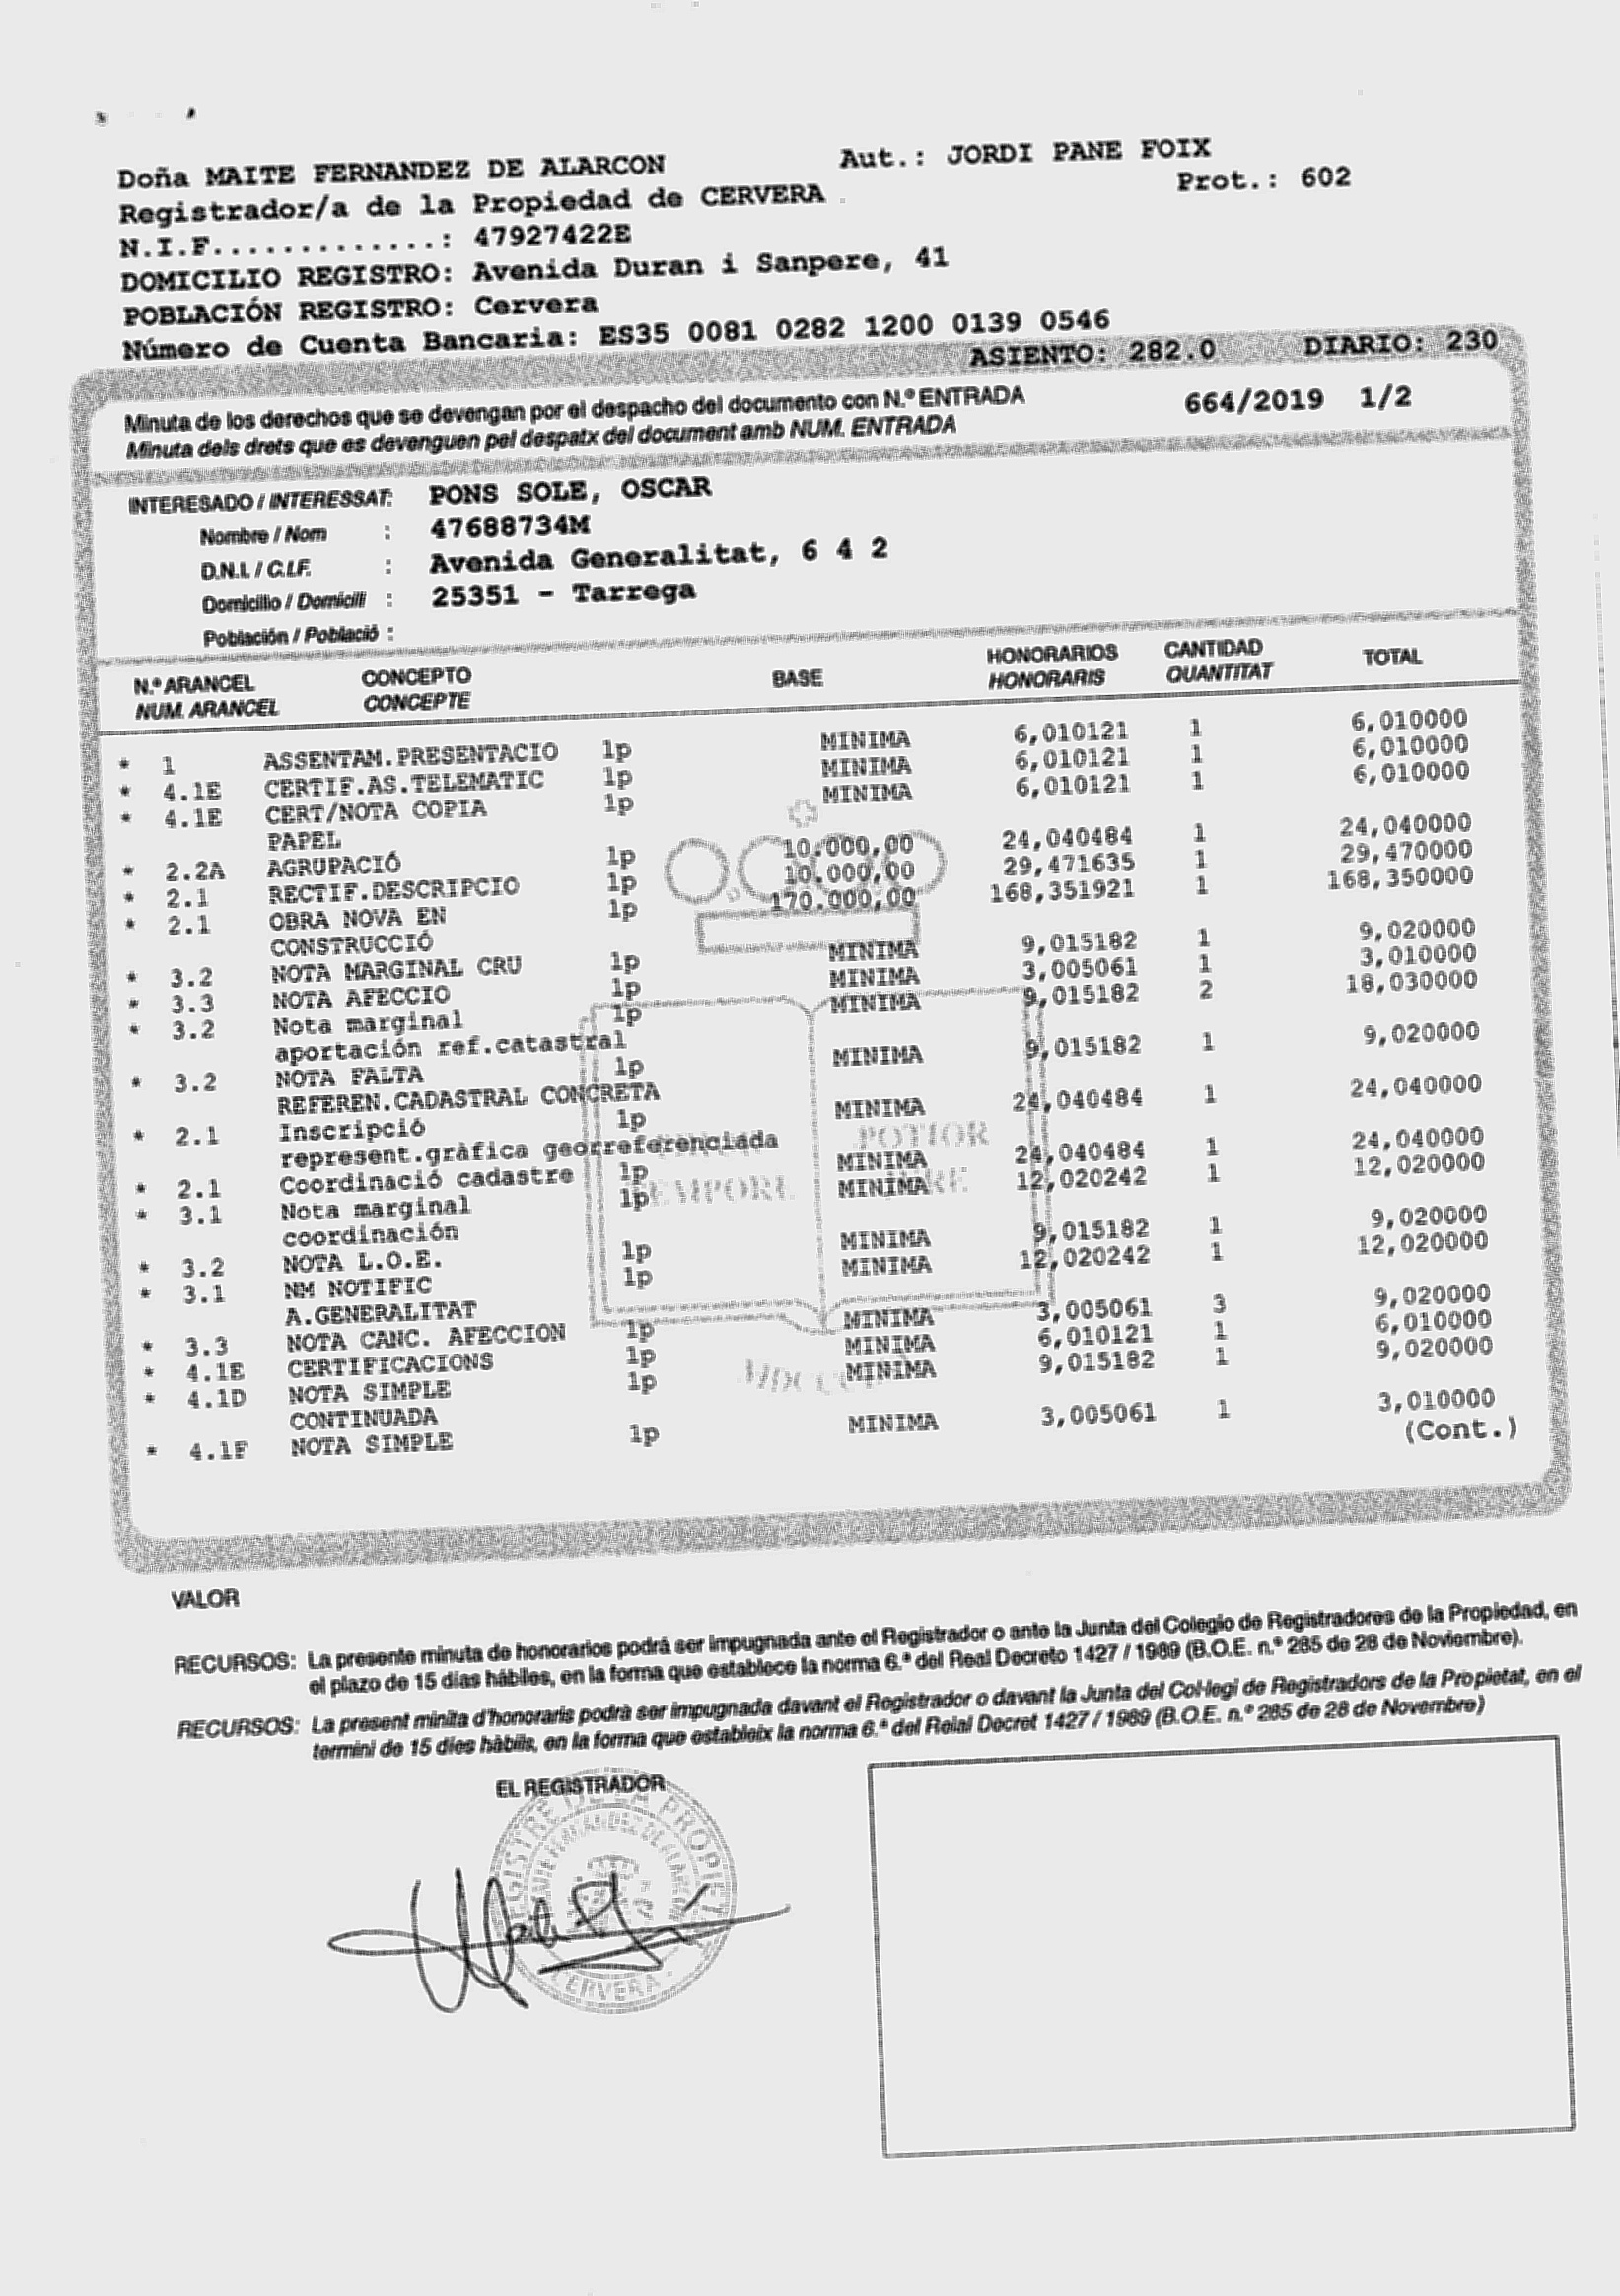 Doña MAITE FERNANDEZ DE ALARCON Aut.: JORDI PANE FOIX
Registrador/a de la Propiedad de CERVERA Prot.: 602
N.I.F.............: 47927422E
DOMICILIO REGISTRO: Avenida Duran i Sanpere, 41
POBLACIÓN REGISTRO: Cervera
Número de Cuenta Bancaria: ES35 0081 0282 1200 0139 0546
ASIENTO: 282.0 DIARIO: 230
Minuta de los derechos que se devengan por el despacho del documento con N.º ENTRADA 664/2019 1/2
Minuta dels drets que es devenguen pel despatx del document amb NUM. ENTRADA
INTERESADO / INTERESSAT: PONS SOLE, OSCAR
Nombre / Nom : 47688734M
D.N.I. / C.I.F. : Avenida Generalitat, 6 4 2
Domicilio / Domicili : 25351 - Tarrega
Población / Població :
N.º ARANCEL CONCEPTO BASE HONORARIOS CANTIDAD TOTAL
NUM. ARANCEL CONCEPTE HONORARIS QUANTITAT
* 1 ASSENTAM.PRESENTACIO 1p MINIMA 6,010121 1 6,010000
* 4.1E CERTIF.AS.TELEMATIC 1p MINIMA 6,010121 1 6,010000
* 4.1E CERT/NOTA COPIA 1p MINIMA 6,010121 1 6,010000
PAPEL
* 2.2A AGRUPACIÓ 1p 10.000,00 24,040484 1 24,040000
* 2.1 RECTIF.DESCRIPCIO 1p 10.000,00 29,471635 1 29,470000
* 2.1 OBRA NOVA EN 1p 170.000,00 168,351921 1 168,350000
CONSTRUCCIÓ
* 3.2 NOTA MARGINAL CRU 1p MINIMA 9,015182 1 9,020000
* 3.3 NOTA AFECCIO 1p MINIMA 3,005061 1 3,010000
* 3.2 Nota marginal 1p MINIMA 9,015182 2 18,030000
aportación ref.catastral
* 3.2 NOTA FALTA 1p MINIMA 9,015182 1 9,020000
REFEREN.CADASTRAL CONCRETA
* 2.1 Inscripció 1p MINIMA 24,040484 1 24,040000
represent.gràfica georreferenciada
* 2.1 Coordinació cadastre 1p MINIMA 24,040484 1 24,040000
* 3.1 Nota marginal 1p MINIMA 12,020242 1 12,020000
coordinación
* 3.2 NOTA L.O.E. 1p MINIMA 9,015182 1 9,020000
* 3.1 NM NOTIFIC 1p MINIMA 12,020242 1 12,020000
A.GENERALITAT
* 3.3 NOTA CANC. AFECCION 1p MINIMA 3,005061 3 9,020000
* 4.1E CERTIFICACIONS 1p MINIMA 6,010121 1 6,010000
* 4.1D NOTA SIMPLE 1p MINIMA 9,015182 1 9,020000
CONTINUADA
* 4.1F NOTA SIMPLE 1p MINIMA 3,005061 1 3,010000
(Cont.)
POTIOR
TEMPORE
VALOR
RECURSOS: La presente minuta de honorarios podrá ser impugnada ante el Registrador o ante la Junta del Colegio de Registradores de la Propiedad, en
el plazo de 15 días hábiles, en la forma que establece la norma 6.ª del Real Decreto 1427 / 1989 (B.O.E. n.º 285 de 28 de Noviembre).
RECURSOS: La present minita d'honoraris podrà ser impugnada davant el Registrador o davant la Junta del Col·legi de Registradors de la Propietat, en el
termini de 15 dies hàbils, en la forma que estableix la norma 6.ª del Reial Decret 1427 / 1989 (B.O.E. n.º 285 de 28 de Novembre)
EL REGISTRADOR
REGISTRE DE LA PROPIETAT
CERVERA